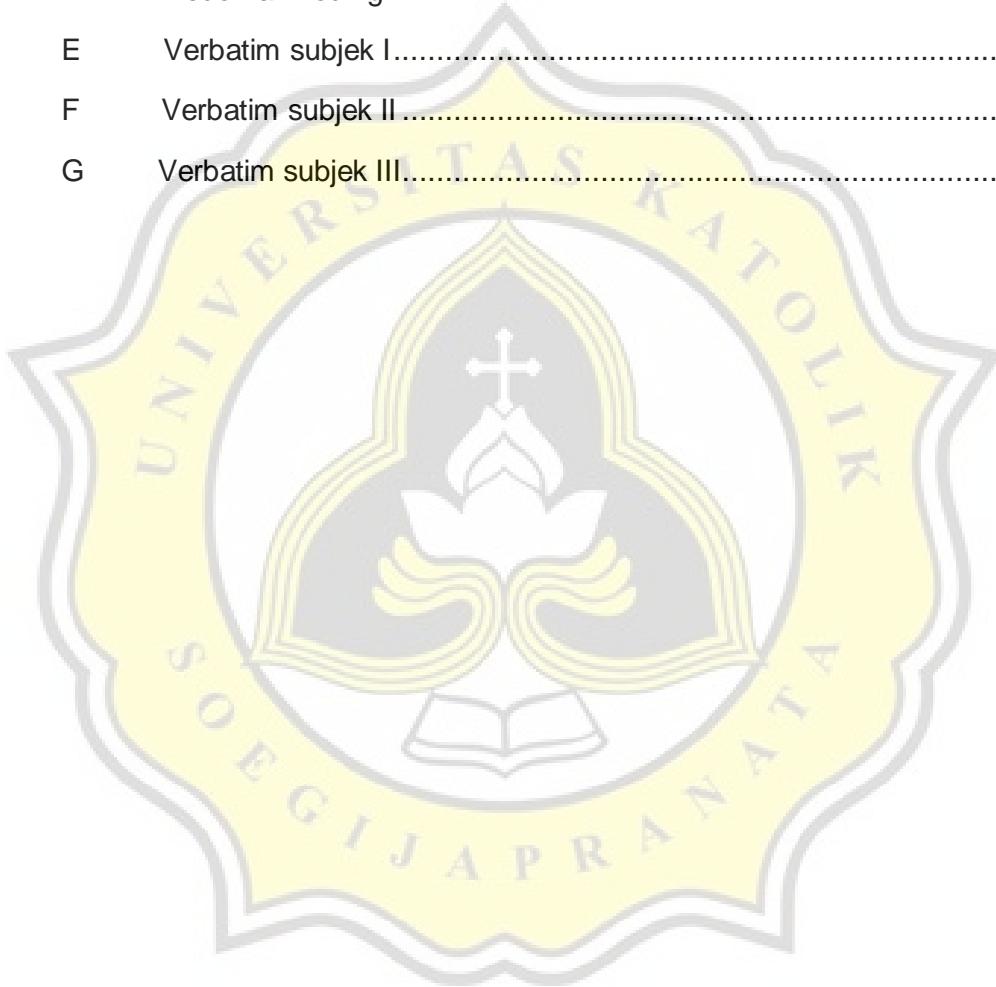 E Verbatim subjek I......................................................................
F Verbatim subjek II.....................................................................
G Verbatim subjek III.....................................................................
UNIVERSITAS KATOLIK
SOEGIJAPRANATA